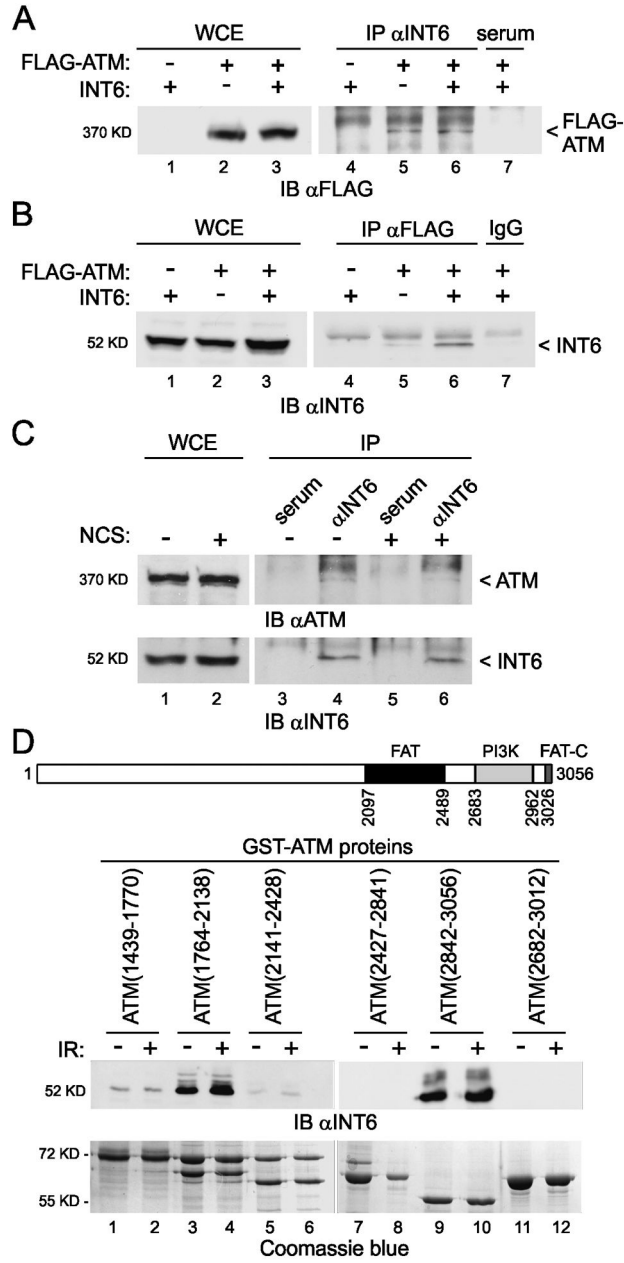 A
WCE IP αINT6 serum
FLAG-ATM: - + + - + + +
INT6: + - + + - + +
370 KD < FLAG-ATM
1 2 3 4 5 6 7
IB αFLAG
B
WCE IP αFLAG IgG
FLAG-ATM: - + + - + + +
INT6: + - + + - + +
52 KD < INT6
1 2 3 4 5 6 7
IB αINT6
C
WCE IP
serum αINT6 serum αINT6
NCS: - + - - + +
370 KD < ATM
IB αATM
52 KD < INT6
1 2 3 4 5 6
IB αINT6
D
FAT PI3K FAT-C
1 3056
2097 2489 2683 2962 3026
GST-ATM proteins
ATM(1439-1770) ATM(1764-2138) ATM(2141-2428) ATM(2427-2841) ATM(2842-3056) ATM(2682-3012)
IR: - + - + - + - + - + - +
52 KD
IB αINT6
72 KD -
55 KD -
1 2 3 4 5 6 7 8 9 10 11 12
Coomassie blue